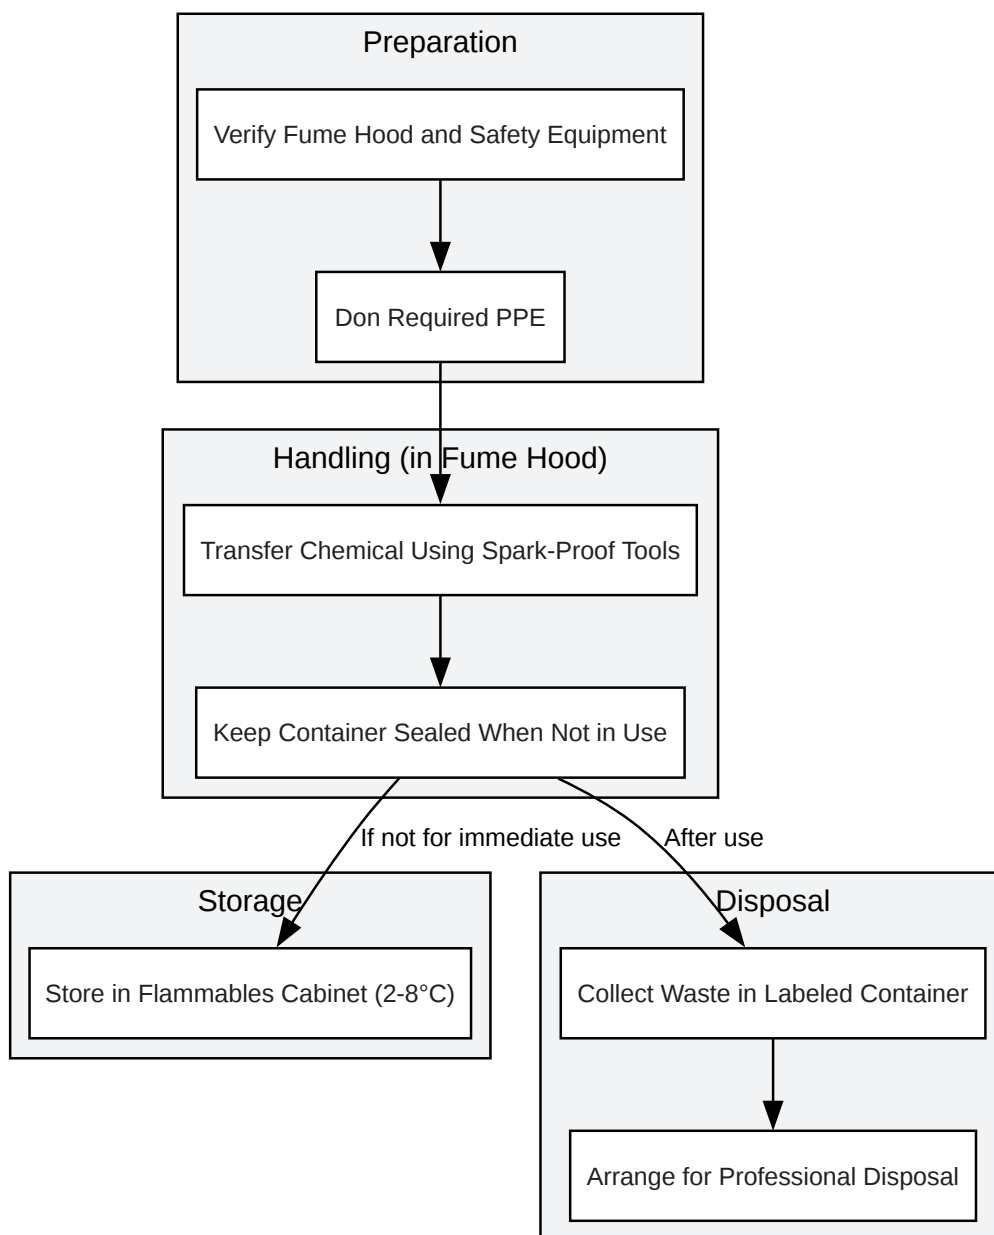 Preparation
Verify Fume Hood and Safety Equipment
Don Required PPE
Handling (in Fume Hood)
Transfer Chemical Using Spark-Proof Tools
Keep Container Sealed When Not in Use
If not for immediate use
After use
Storage
Disposal
Store in Flammables Cabinet (2-8°C)
Collect Waste in Labeled Container
Arrange for Professional Disposal